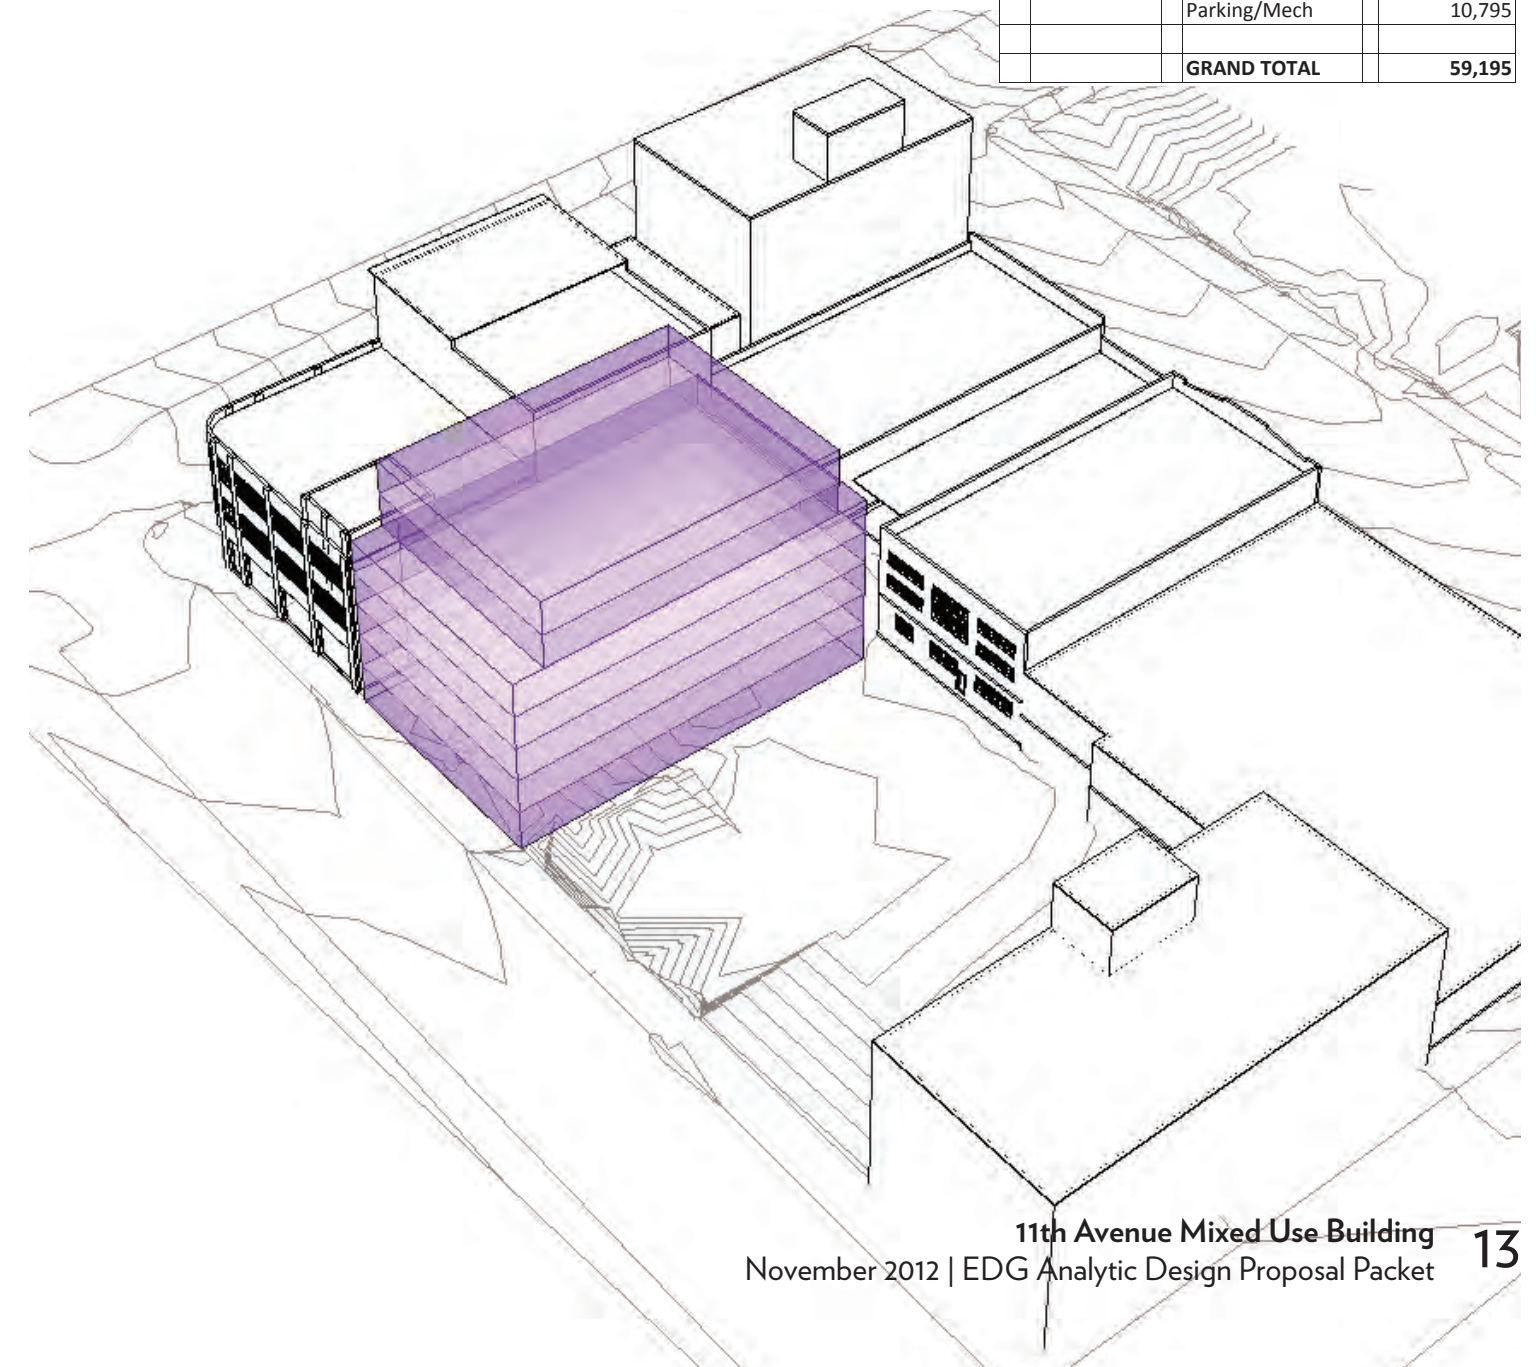 Parking/Mech 10,795
GRAND TOTAL 59,195
11th Avenue Mixed Use Building
November 2012 | EDG Analytic Design Proposal Packet
13